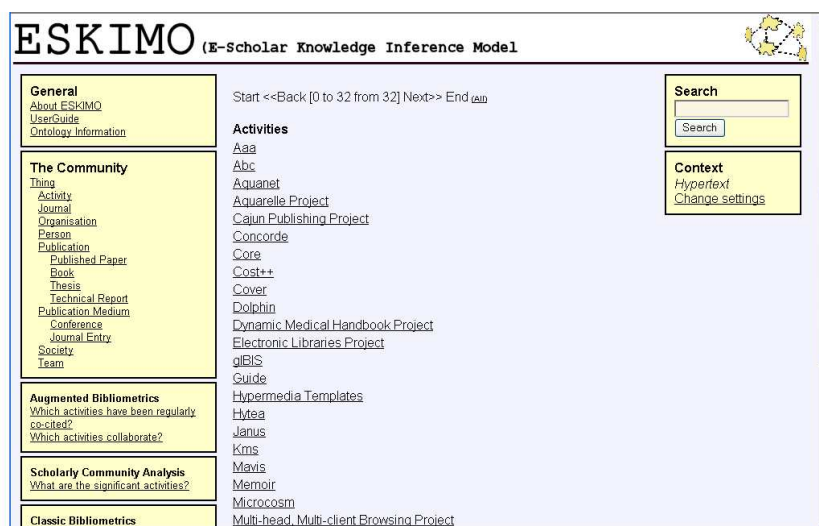 ESKIMO (E-Scholar Knowledge Inference Model
General
About ESKIMO
UserGuide
Ontology Information
The Community
Thing
Activity
Journal
Organisation
Person
Publication
Published Paper
Book
Thesis
Technical Report
Publication Medium
Conference
Journal Entry
Society
Team
Augmented Bibliometrics
Which activities have been regularly
co-cited?
Which activities collaborate?
Scholarly Community Analysis
What are the significant activities?
Classic Bibliometrics
Start <<Back [0 to 32 from 32] Next>> End (All)
Activities
Aaa
Abc
Aquanet
Aquarelle Project
Cajun Publishing Project
Concorde
Core
Cost++
Cover
Dolphin
Dynamic Medical Handbook Project
Electronic Libraries Project
gIBIS
Guide
Hypermedia Templates
Hytea
Janus
Kms
Mavis
Memoir
Microcosm
Multi-head, Multi-client Browsing Project
Search
Search
Context
Hypertext
Change settings